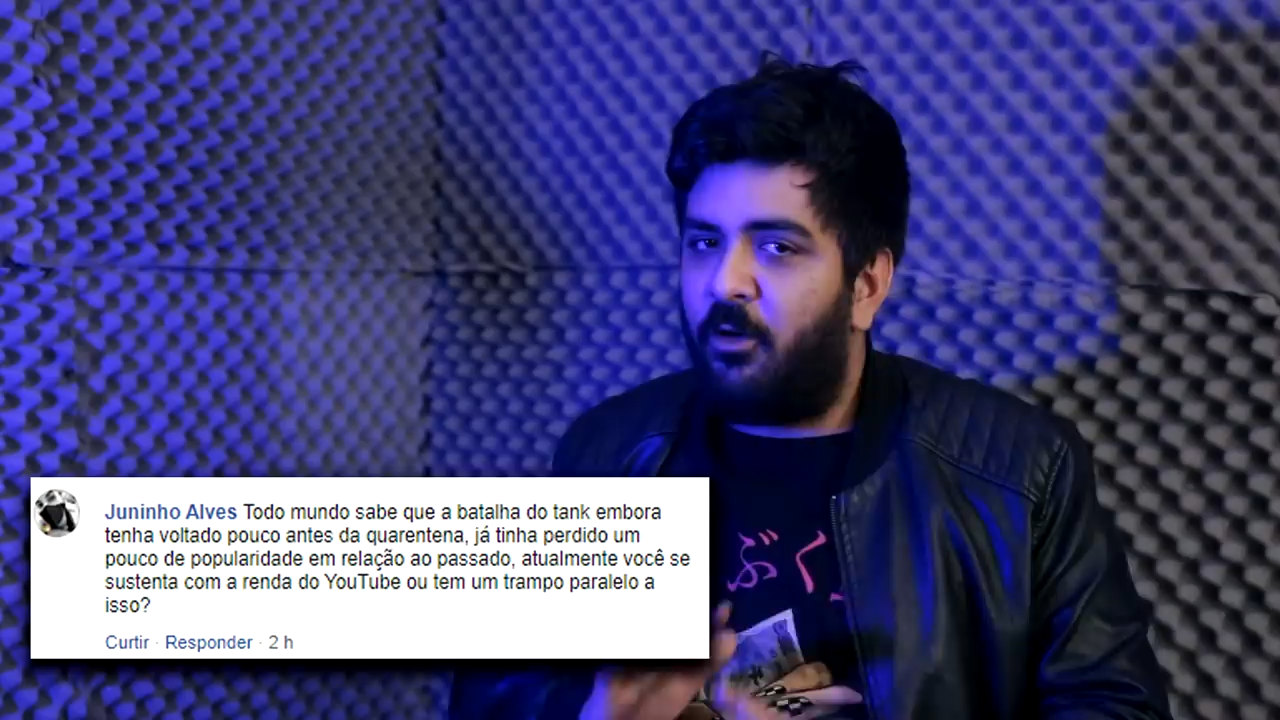 Juninho Alves Todo mundo sabe que a batalha do tank embora
tenha voltado pouco antes da quarentena, já tinha perdido um
pouco de popularidade em relação ao passado, atualmente você se
sustenta com a renda do YouTube ou tem um trampo paralelo a
isso?
Curtir · Responder · 2 h
ぶく